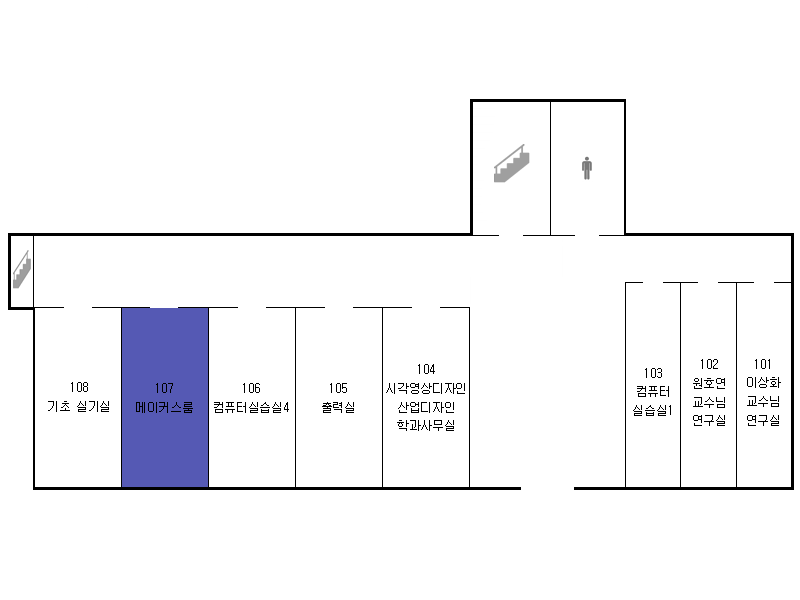 108
기초 실기실
107
메이커스룸
106
컴퓨터실습실4
105
출력실
104
시각영상디자인
산업디자인
학과사무실
103
컴퓨터
실습실1
102
원호연
교수님
연구실
101
이상화
교수님
연구실